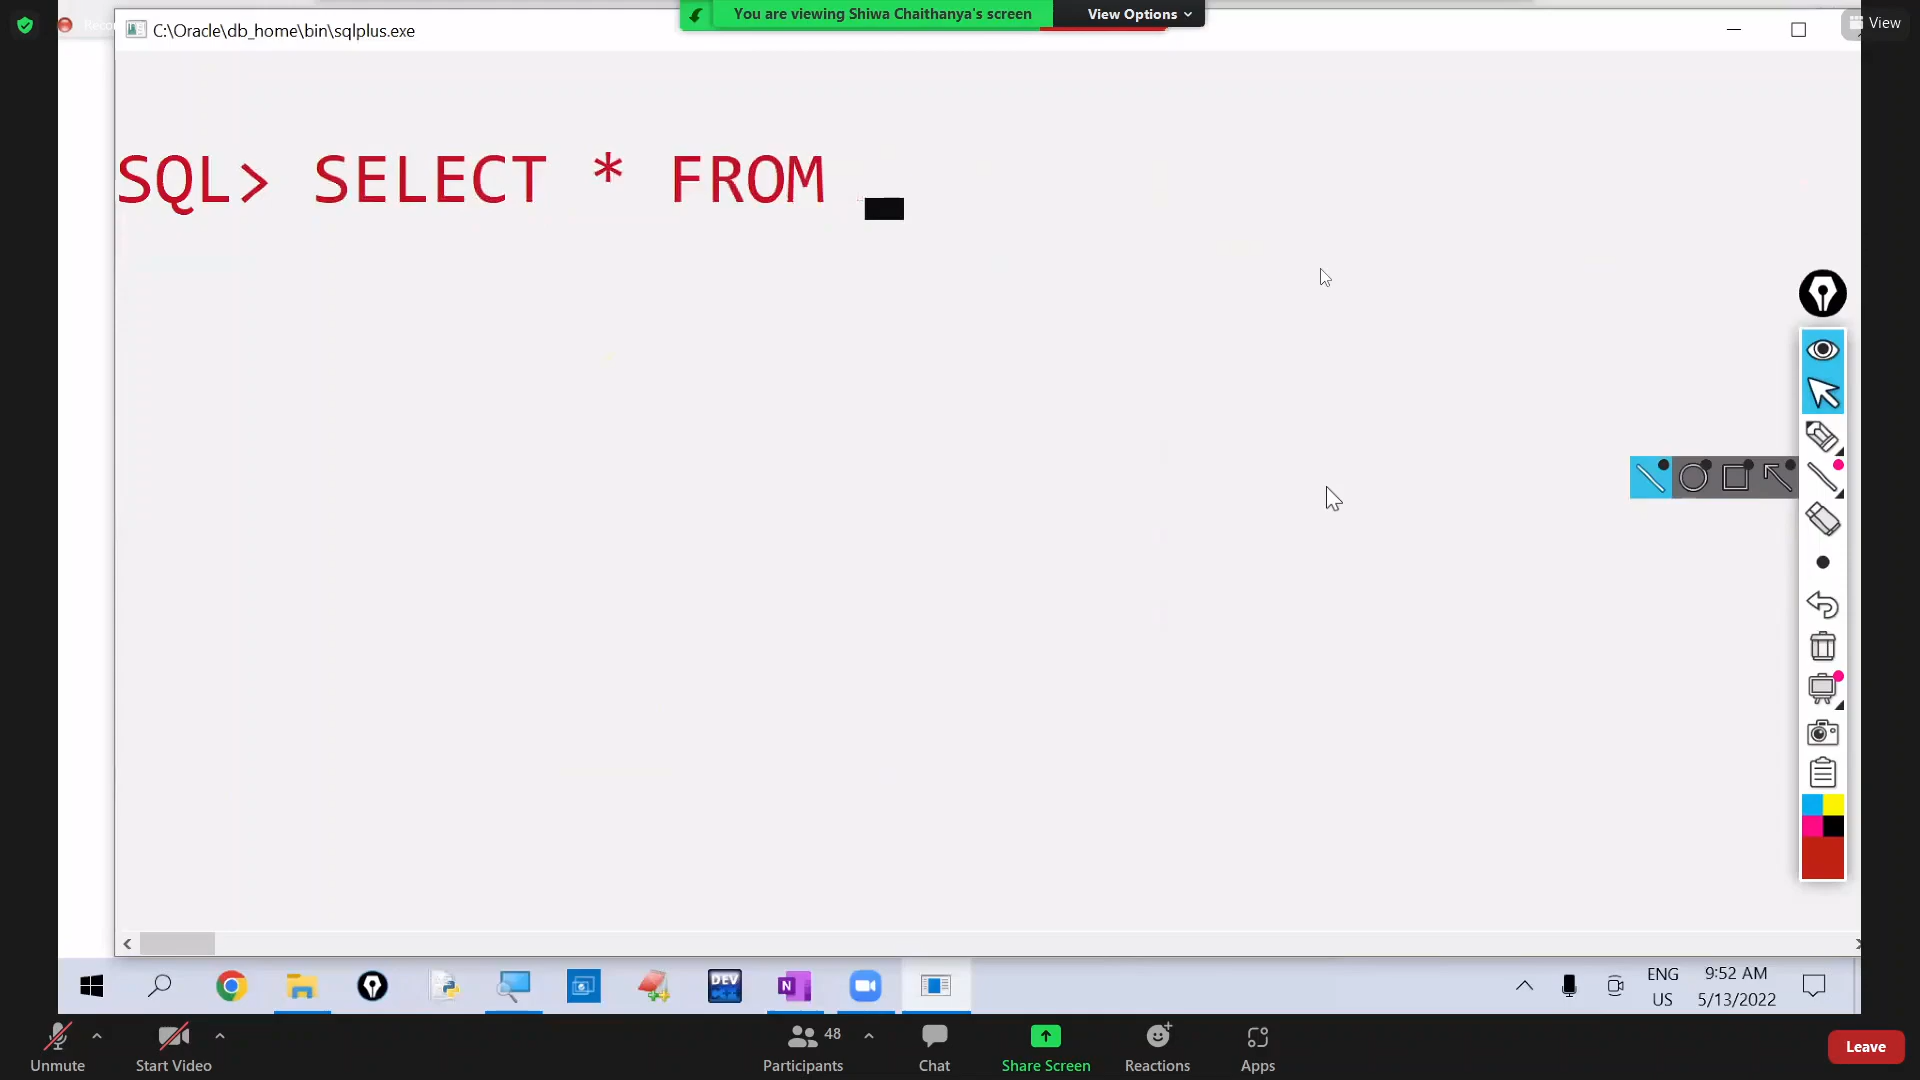 You are viewing Shiwa Chaithanya's screen
View Options
View
C:\Oracle\db_home\bin\sqlplus.exe
SQL> SELECT * FROM
DEV
N
ENG
US
9:52 AM
5/13/2022
Unmute
Start Video
48
Participants
Chat
Share Screen
Reactions
Apps
Leave